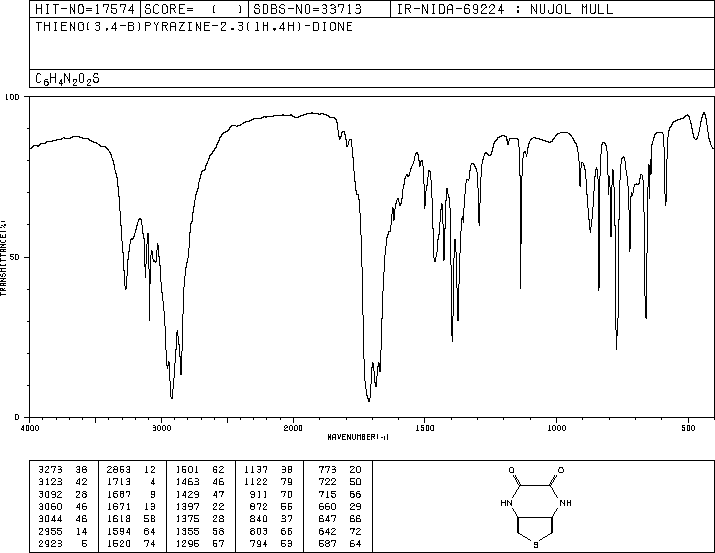 HIT-NO=17574 SCORE= ( ) SDBS-NO=33713 IR-NIDA-69224 : NUJOL MULL
THIENO(3,4-B)PYRAZINE-2,3(1H,4H)-DIONE
C6H4N2O2S
100
TRANSMITTANCE(%)
50
0
4000 3000 2000 1500 1000 500
WAVENUMBER(-1)
3273 36 2853 12 1501 62 1137 38 773 20
3123 42 1713 4 1463 46 1122 79 722 50
3092 28 1687 9 1429 47 911 70 715 66
3060 46 1671 13 1397 22 872 56 660 29
3044 46 1618 58 1375 28 840 37 647 66
2955 14 1594 64 1355 58 803 66 642 72
2923 5 1520 74 1295 57 794 53 587 64
O O
HN NH
S